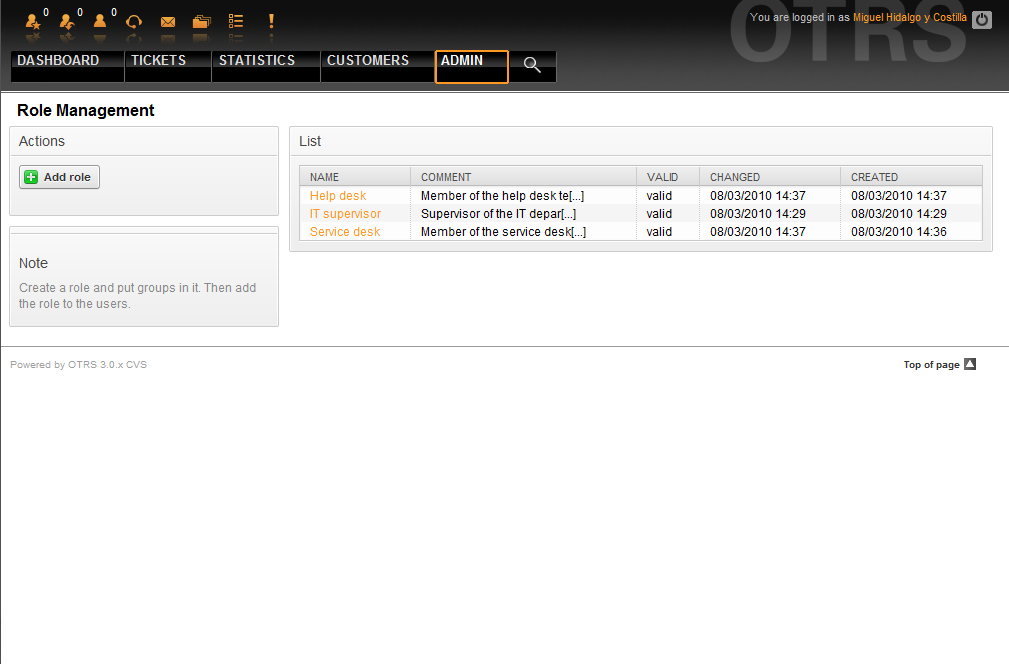 0 0 0
You are logged in as Miguel Hidalgo y Costilla
OTRS
DASHBOARD TICKETS STATISTICS CUSTOMERS ADMIN
Role Management
Actions
Add role
Note
Create a role and put groups in it. Then add
the role to the users.
List
NAME COMMENT VALID CHANGED CREATED
Help desk Member of the help desk te[...] valid 08/03/2010 14:37 08/03/2010 14:37
IT supervisor Supervisor of the IT depar[...] valid 08/03/2010 14:29 08/03/2010 14:29
Service desk Member of the service desk[...] valid 08/03/2010 14:37 08/03/2010 14:36
Powered by OTRS 3.0.x CVS
Top of page